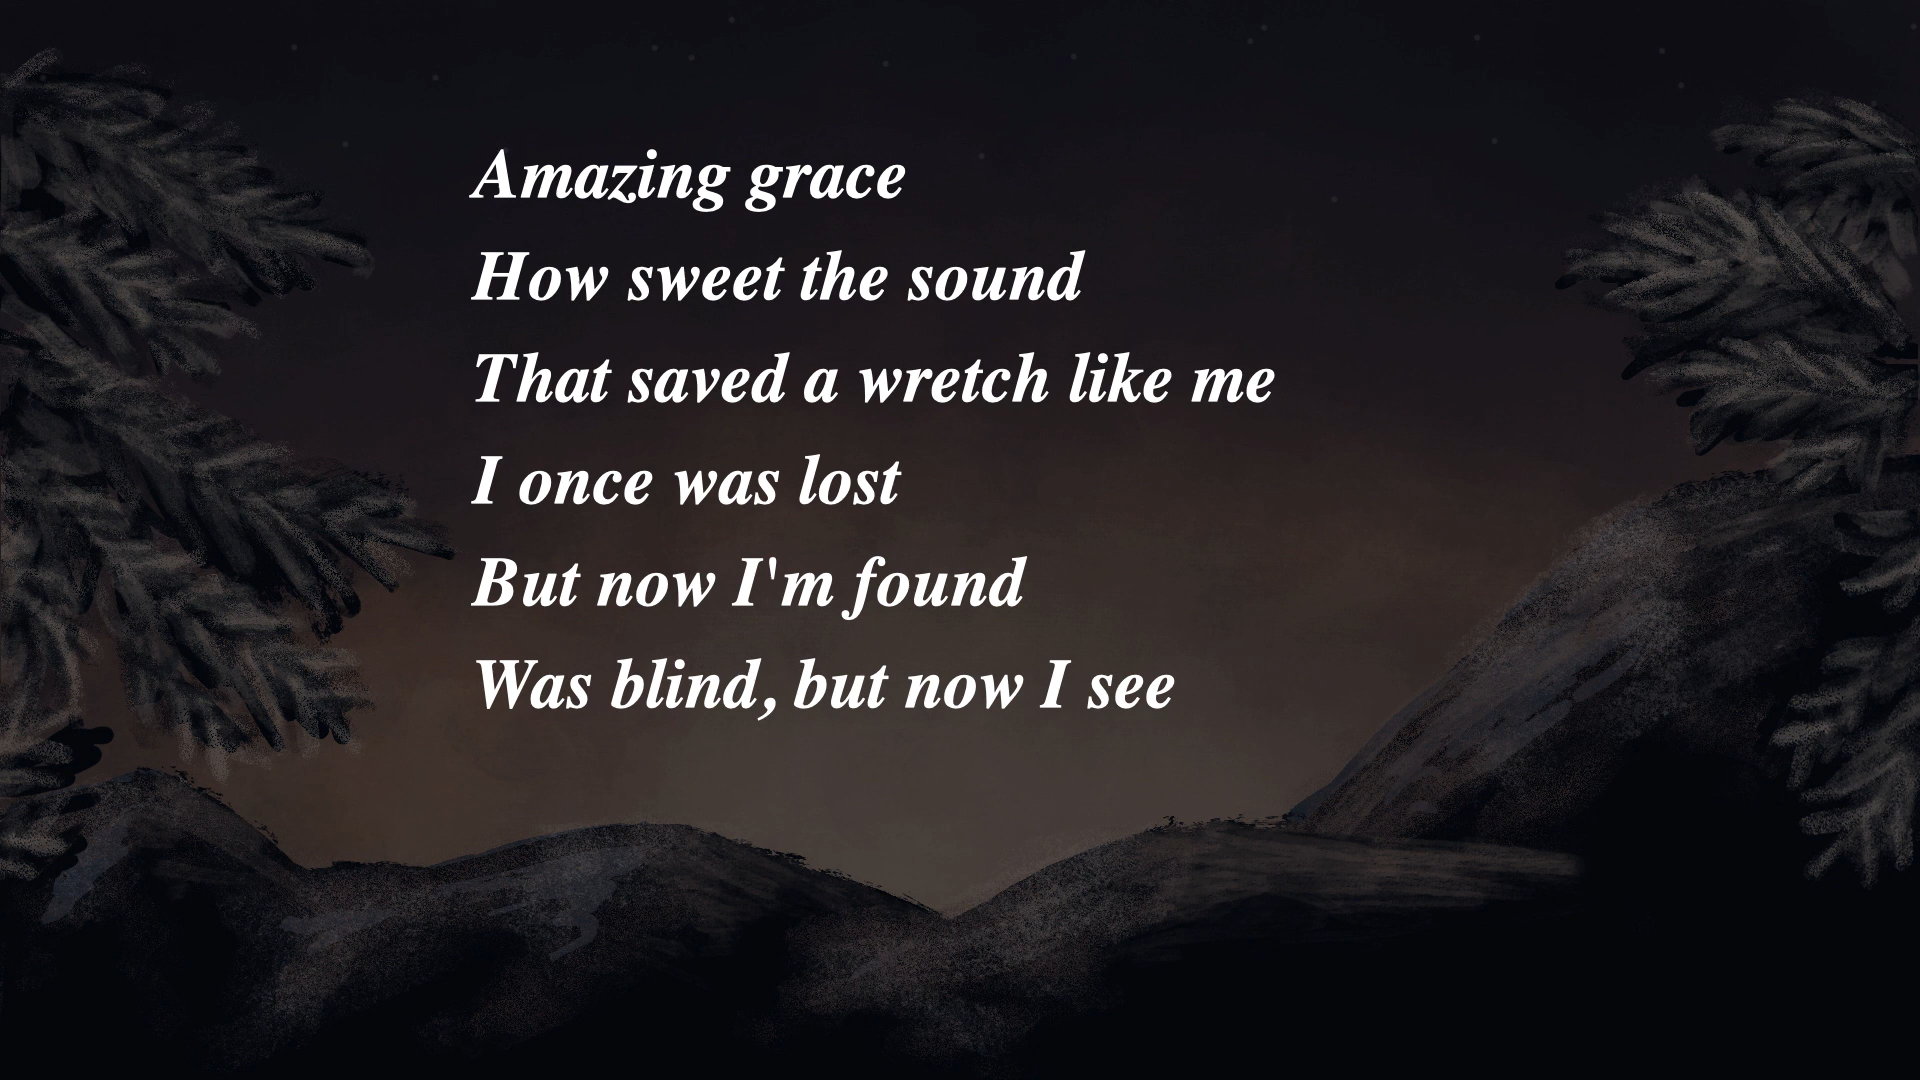 Amazing grace
How sweet the sound
That saved a wretch like me
I once was lost
But now I'm found
Was blind, but now I see